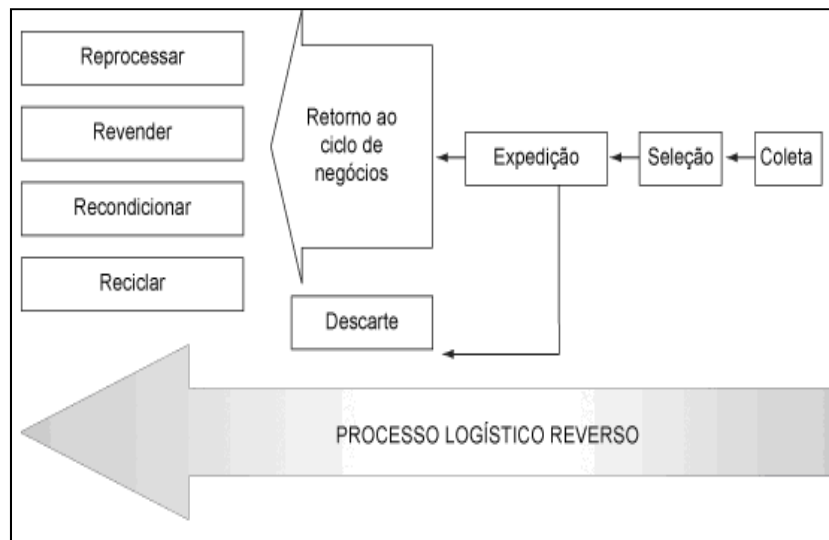 Reprocessar
Revender
Recondicionar
Reciclar
Retorno ao
ciclo de
negócios
Expedição
Seleção
Coleta
Descarte
PROCESSO LOGÍSTICO REVERSO